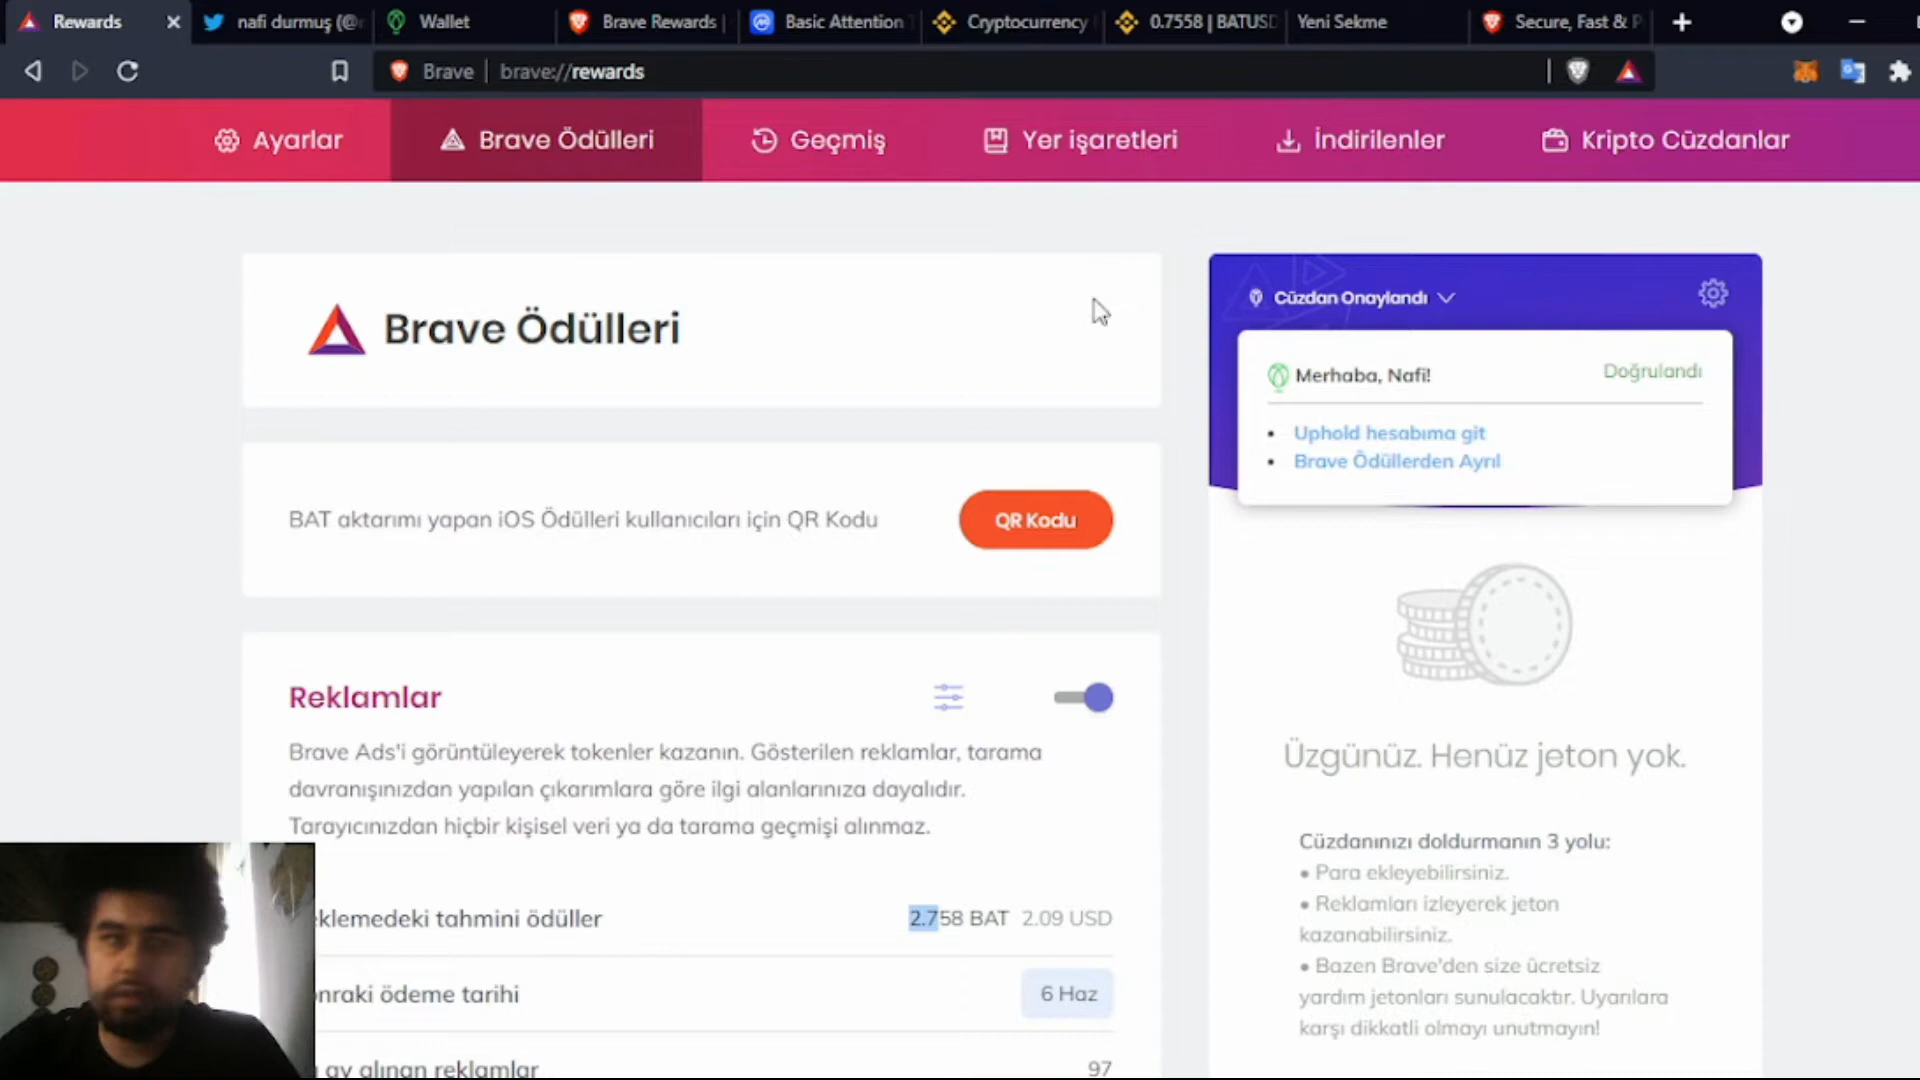 Rewards
nafi durmuş (@
Wallet
Brave Rewards
Basic Attention
Cryptocurrency
0.7558 | BATUSD
Yeni Sekme
Secure, Fast & P
Brave
brave://rewards
Ayarlar
Brave Ödülleri
Geçmiş
Yer işaretleri
İndirilenler
Kripto Cüzdanlar
Brave Ödülleri
BAT aktarımı yapan iOS Ödülleri kullanıcıları için QR Kodu
QR Kodu
Reklamlar
Brave Ads'i görüntüleyerek tokenler kazanın. Gösterilen reklamlar, tarama
davranışınızdan yapılan çıkarımlara göre ilgi alanlarınıza dayalıdır.
Tarayıcınızdan hiçbir kişisel veri ya da tarama geçmişi alınmaz.
eklemedeki tahmini ödüller
2.758 BAT 2.09 USD
onraki ödeme tarihi
6 Haz
ay alınan reklamlar
97
Cüzdan Onaylandı
Merhaba, Nafi!
Doğrulandı
• Uphold hesabıma git
• Brave Ödüllerden Ayrıl
Üzgünüz. Henüz jeton yok.
Cüzdanınızı doldurmanın 3 yolu:
• Para ekleyebilirsiniz.
• Reklamları izleyerek jeton
kazanabilirsiniz.
• Bazen Brave'den size ücretsiz
yardım jetonları sunulacaktır. Uyarılara
karşı dikkatli olmayı unutmayın!